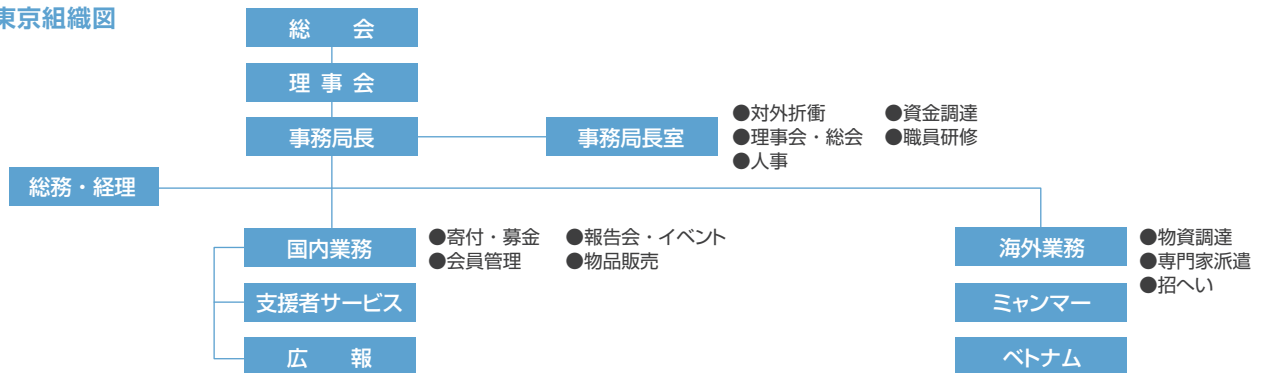 東京組織図
総　会
理事会
事務局長
事務局長室
●対外折衝　●資金調達
●理事会・総会　●職員研修
●人事
総務・経理
国内業務
●寄付・募金　●報告会・イベント
●会員管理　●物品販売
支援者サービス
広　報
海外業務
●物資調達
●専門家派遣
●招へい
ミャンマー
ベトナム